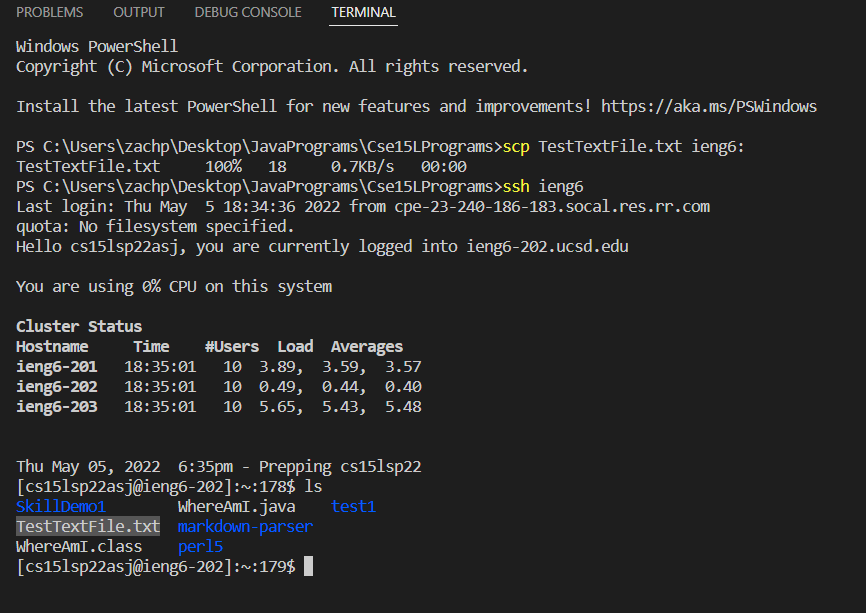 PROBLEMS OUTPUT DEBUG CONSOLE TERMINAL
Windows PowerShell
Copyright (C) Microsoft Corporation. All rights reserved.
Install the latest PowerShell for new features and improvements! https://aka.ms/PSWindows
PS C:\Users\zachp\Desktop\JavaPrograms\Cse15LPrograms>scp TestTextFile.txt ieng6:
TestTextFile.txt 100% 18 0.7KB/s 00:00
PS C:\Users\zachp\Desktop\JavaPrograms\Cse15LPrograms>ssh ieng6
Last login: Thu May 5 18:34:36 2022 from cpe-23-240-186-183.socal.res.rr.com
quota: No filesystem specified.
Hello cs15lsp22asj, you are currently logged into ieng6-202.ucsd.edu
You are using 0% CPU on this system
Cluster Status
Hostname Time #Users Load Averages
ieng6-201 18:35:01 10 3.89, 3.59, 3.57
ieng6-202 18:35:01 10 0.49, 0.44, 0.40
ieng6-203 18:35:01 10 5.65, 5.43, 5.48
Thu May 05, 2022 6:35pm - Prepping cs15lsp22
[cs15lsp22asj@ieng6-202]:~:178$ ls
SkillDemo1 WhereAmI.java test1
TestTextFile.txt markdown-parser
WhereAmI.class perl5
[cs15lsp22asj@ieng6-202]:~:179$